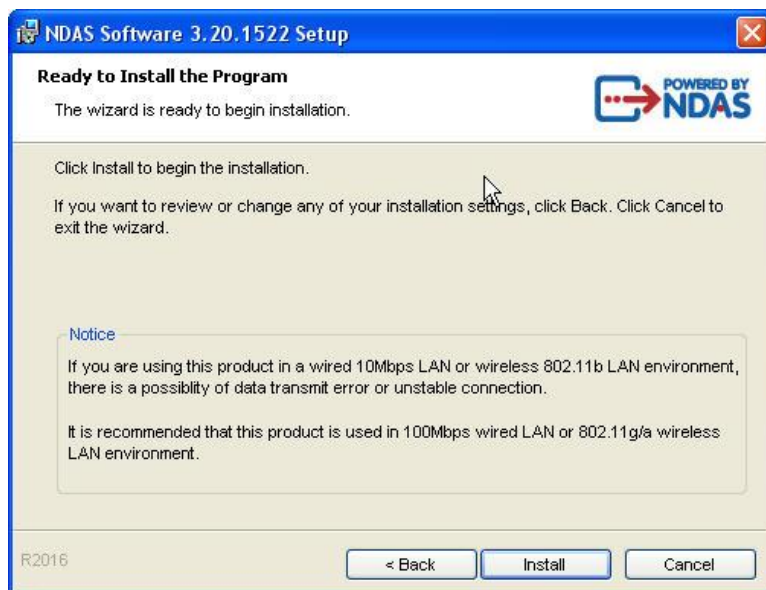 NDAS Software 3.20.1522 Setup
Ready to Install the Program
The wizard is ready to begin installation.
POWERED BY
NDAS
Click Install to begin the installation.
If you want to review or change any of your installation settings, click Back. Click Cancel to
exit the wizard.
Notice
If you are using this product in a wired 10Mbps LAN or wireless 802.11b LAN environment,
there is a possiblity of data transmit error or unstable connection.
It is recommended that this product is used in 100Mbps wired LAN or 802.11g/a wireless
LAN environment.
R2016
< Back
Install
Cancel